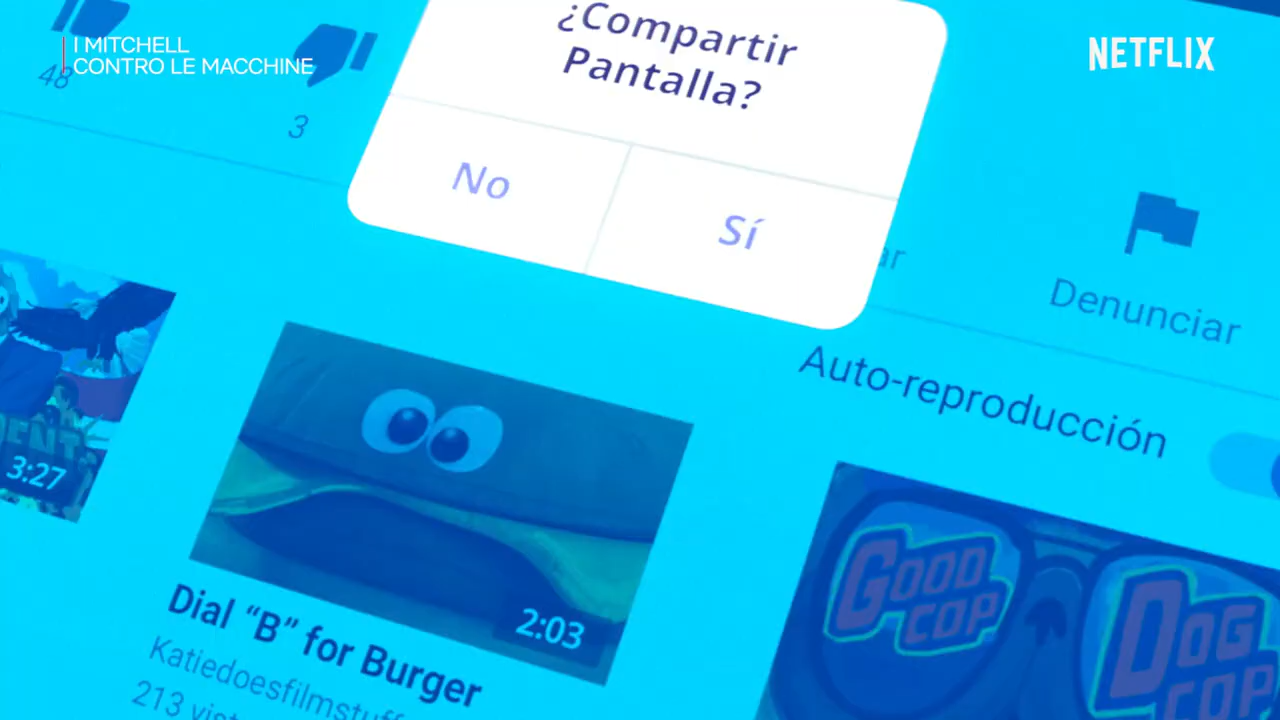 I MITCHELL
CONTRO LE MACCHINE
NETFLIX
¿Compartir
Pantalla?
No
Sí
48
3
Denunciar
Auto-reproducción
3:27
2:03
Dial “B” for Burger
Katiedoesfilmstuff
213
GOOD
COP
DOG
COP